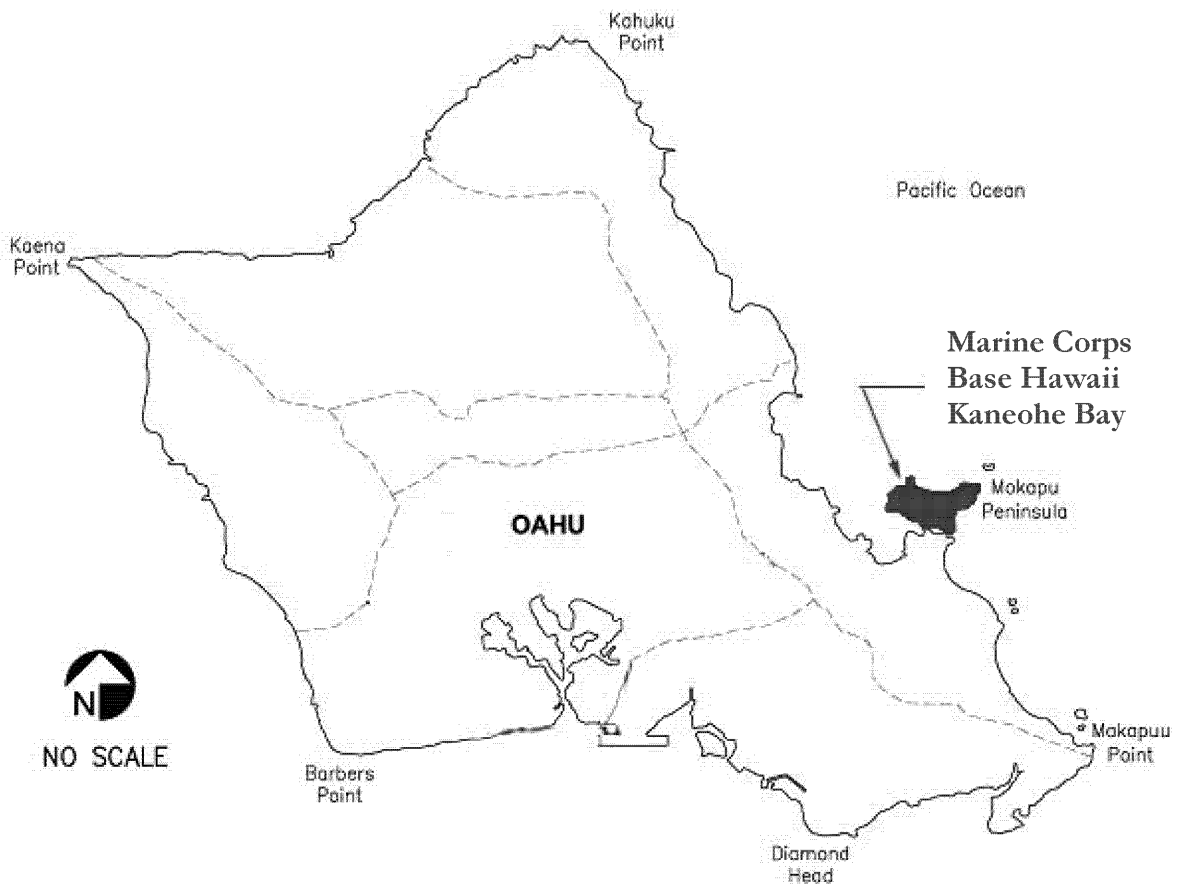 Kahuku
Point
Pacific Ocean
Kaena
Point
Marine Corps
Base Hawaii
Kaneohe Bay
Mokapu
Peninsula
OAHU
N
NO SCALE
Makapuu
Point
Barbers
Point
Diamond
Head